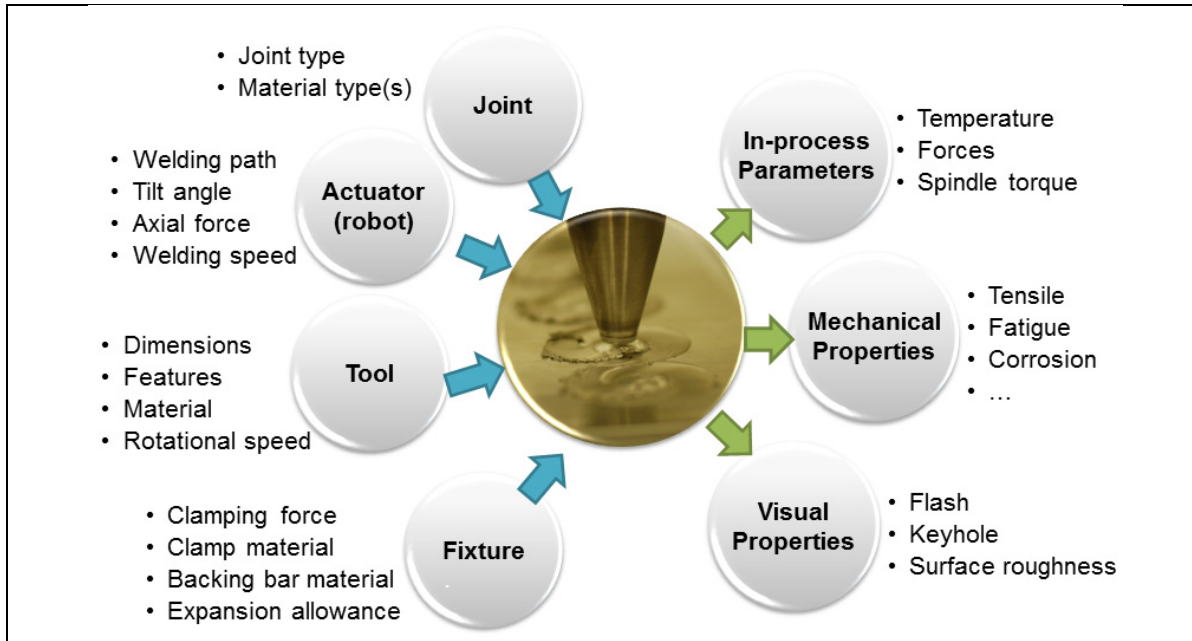 • Joint type
• Material type(s)
Joint
• Welding path
• Tilt angle
• Axial force
• Welding speed
Actuator
(robot)
• Dimensions
• Features
• Material
• Rotational speed
Tool
• Clamping force
• Clamp material
• Backing bar material
• Expansion allowance
Fixture
In-process
Parameters
• Temperature
• Forces
• Spindle torque
Mechanical
Properties
• Tensile
• Fatigue
• Corrosion
• …
Visual
Properties
• Flash
• Keyhole
• Surface roughness